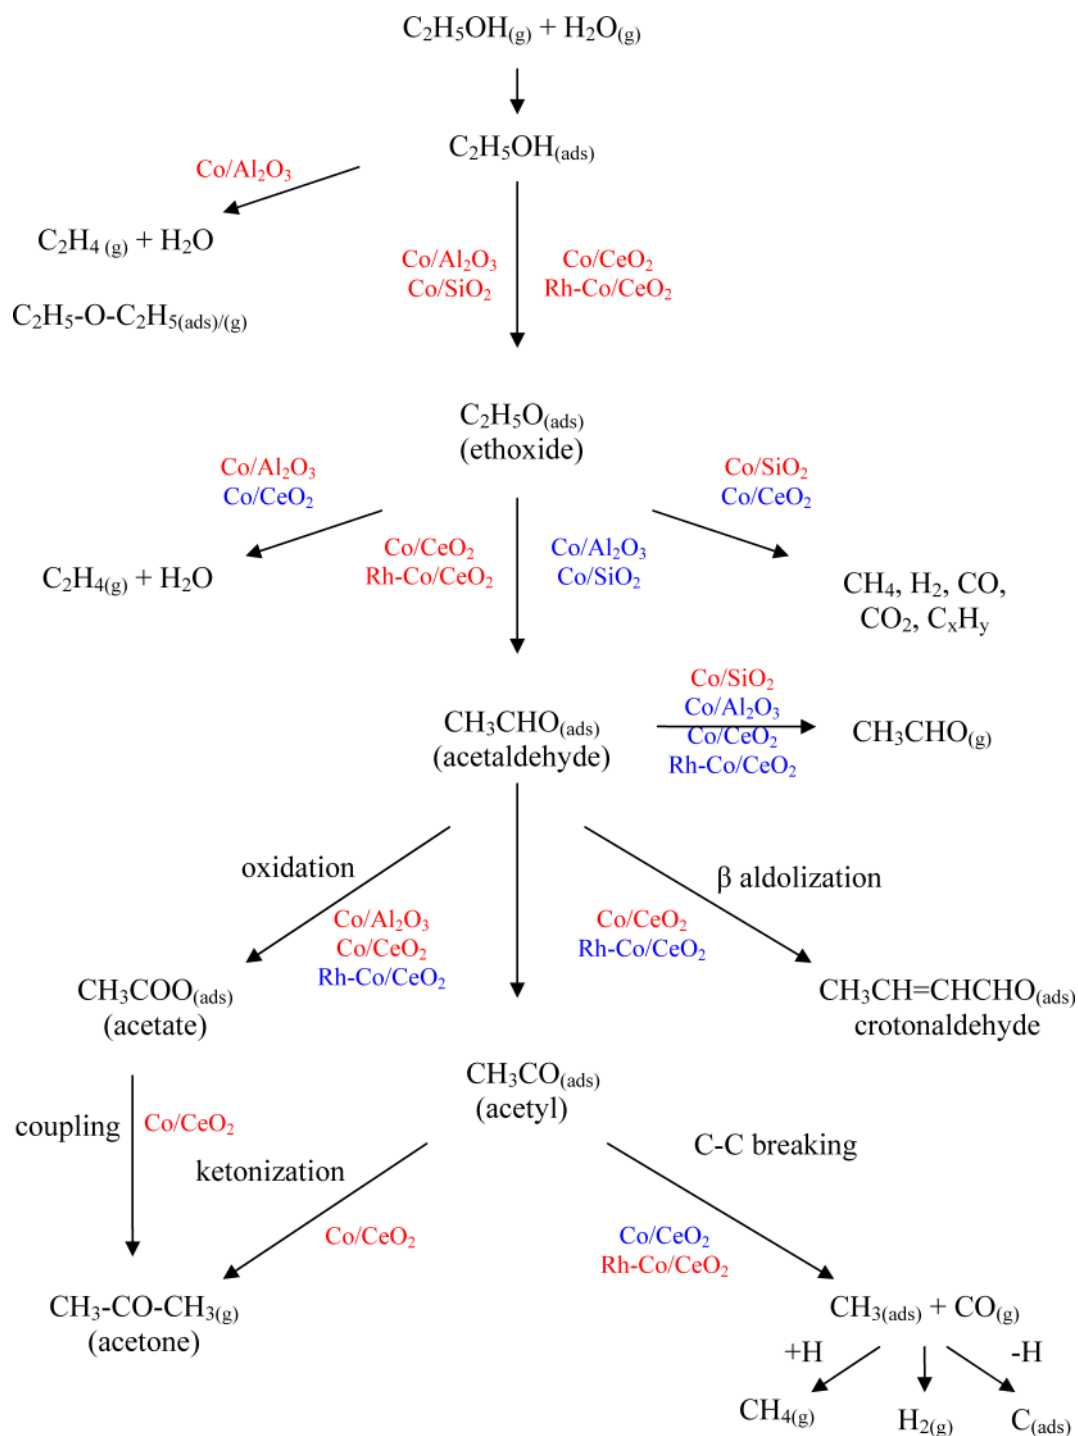 C₂H₅OH₍g₎ + H₂O₍g₎
C₂H₅OH₍ads₎
Co/Al₂O₃
C₂H₄ ₍g₎ + H₂O
C₂H₅-O-C₂H₅₍ads₎/₍g₎
Co/Al₂O₃
Co/SiO₂
Co/CeO₂
Rh-Co/CeO₂
C₂H₅O₍ads₎
(ethoxide)
Co/Al₂O₃
Co/CeO₂
Co/SiO₂
Co/CeO₂
Co/CeO₂
Rh-Co/CeO₂
Co/Al₂O₃
Co/SiO₂
C₂H₄₍g₎ + H₂O
CH₄, H₂, CO,
CO₂, CₓHᵧ
Co/SiO₂
Co/Al₂O₃
Co/CeO₂
Rh-Co/CeO₂
CH₃CHO₍ads₎
(acetaldehyde)
CH₃CHO₍g₎
oxidation
β aldolization
Co/Al₂O₃
Co/CeO₂
Rh-Co/CeO₂
Co/CeO₂
Rh-Co/CeO₂
CH₃COO₍ads₎
(acetate)
CH₃CH=CHCHO₍ads₎
crotonaldehyde
CH₃CO₍ads₎
(acetyl)
coupling
Co/CeO₂
ketonization
C-C breaking
Co/CeO₂
Co/CeO₂
Rh-Co/CeO₂
CH₃-CO-CH₃₍g₎
(acetone)
CH₃₍ads₎ + CO₍g₎
+H
-H
CH₄₍g₎
H₂₍g₎
C₍ads₎